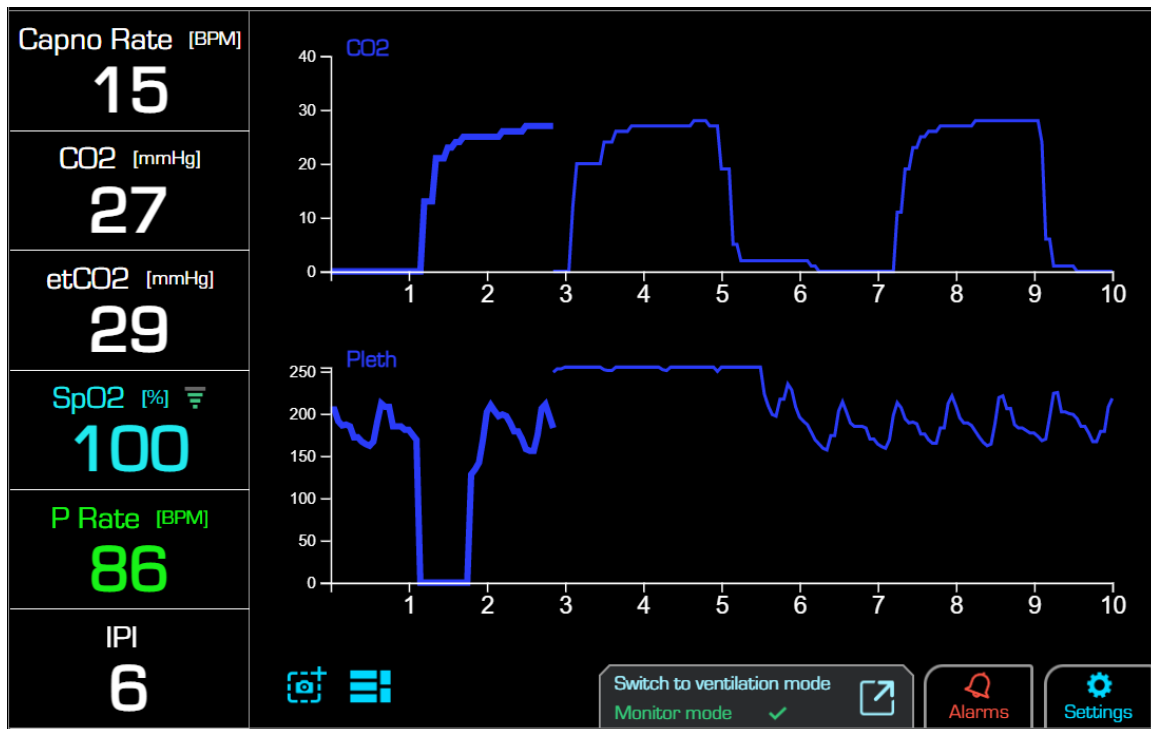 Capno Rate [BPM]
15
CO2 [mmHg]
27
etCO2 [mmHg]
29
SpO2 [%]
100
P Rate [BPM]
86
IPI
6
CO2
40
30
20
10
0
1 2 3 4 5 6 7 8 9 10
Pleth
250
200
150
100
50
0
1 2 3 4 5 6 7 8 9 10
Switch to ventilation mode
Monitor mode
Alarms
Settings